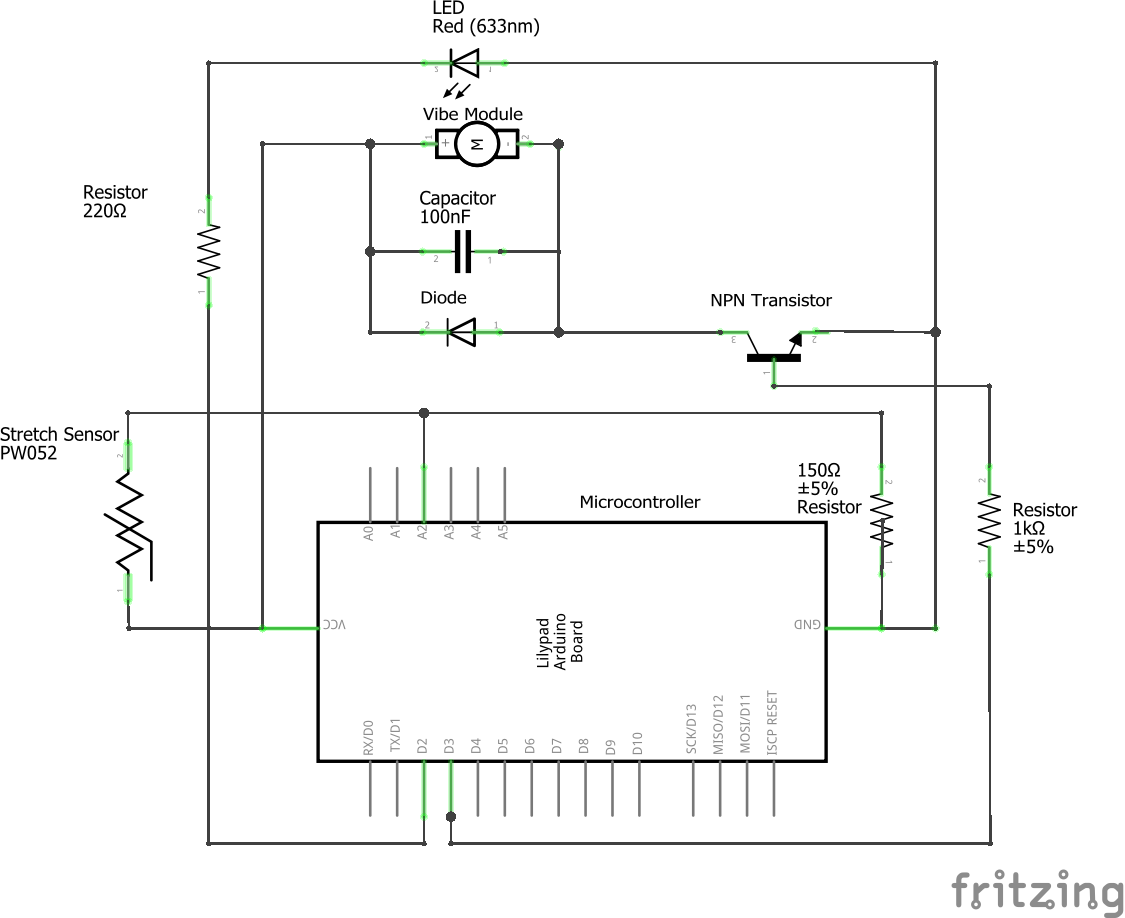 LED
Red (633nm)
2
1
Vibe Module
1
+
M
-
2
Resistor
220Ω
2
1
Capacitor
100nF
2
1
Diode
2
1
NPN Transistor
3
2
1
Stretch Sensor
PW052
2
1
150Ω
±5%
Resistor
2
1
Resistor
1kΩ
±5%
2
1
Microcontroller
A0
A1
A2
A3
A4
A5
VCC
GND
Lilypad
Arduino
Board
RX/D0
TX/D1
D2
D3
D4
D5
D6
D7
D8
D9
D10
SCK/D13
MISO/D12
MOSI/D11
ISCP RESET
fritzing